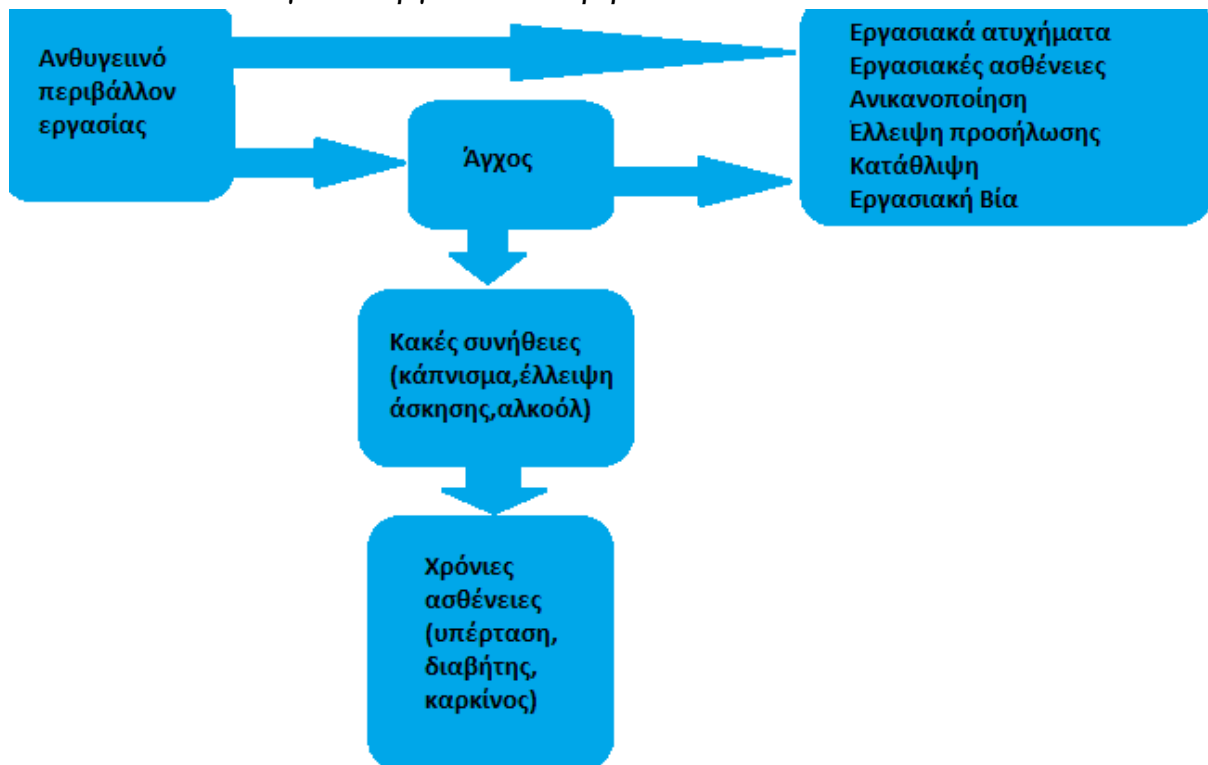 Ανθυγειινό
περιβάλλον
εργασίας
Άγχος
Εργασιακά ατυχήματα
Εργασιακές ασθένειες
Ανικανοποίηση
Έλλειψη προσήλωσης
Κατάθλιψη
Εργασιακή Βία
Κακές συνήθειες
(κάπνισμα,έλλειψη
άσκησης,αλκοόλ)
Χρόνιες
ασθένειες
(υπέρταση,
διαβήτης,
καρκίνος)